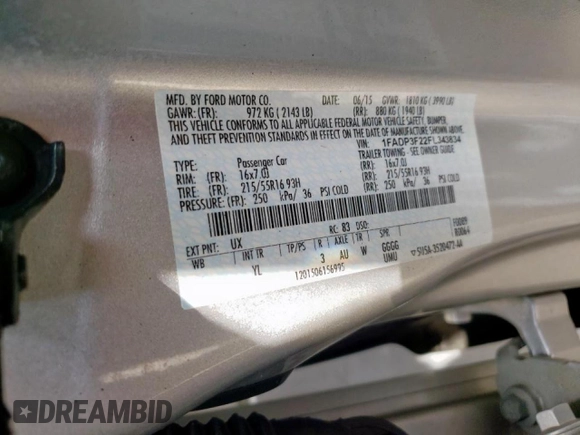 MFD. BY FORD MOTOR CO.
DATE: 06/15 GVWR: 1810 KG (3990 LB)
GAWR: (FR): 972 KG (2143 LB) (RR): 880 KG (1940 LB)
THIS VEHICLE CONFORMS TO ALL APPLICABLE FEDERAL MOTOR VEHICLE SAFETY, BUMPER,
AND THEFT PREVENTION STANDARDS IN EFFECT ON THE DATE OF MANUFACTURE SHOWN ABOVE.
VIN: 1FADP3F22FL343834
TYPE: Passenger Car TRAILER TOWING - SEE OWNER GUIDE
RIM: (FR): 16x7.0J (RR): 16x7.0J
TIRE: (FR): 215/55R16 93H (RR): 215/55R16 93H
PRESSURE: (FR): 250 kPa/ 36 PSI COLD (RR): 250 kPa/ 36 PSI COLD
EXT PNT: UX RC: 83 DSO:
WB INT TR TP/PS R AXLE TR SPR
YL 3 AU W GGGG
UMU
1201506156995
DREAMBID